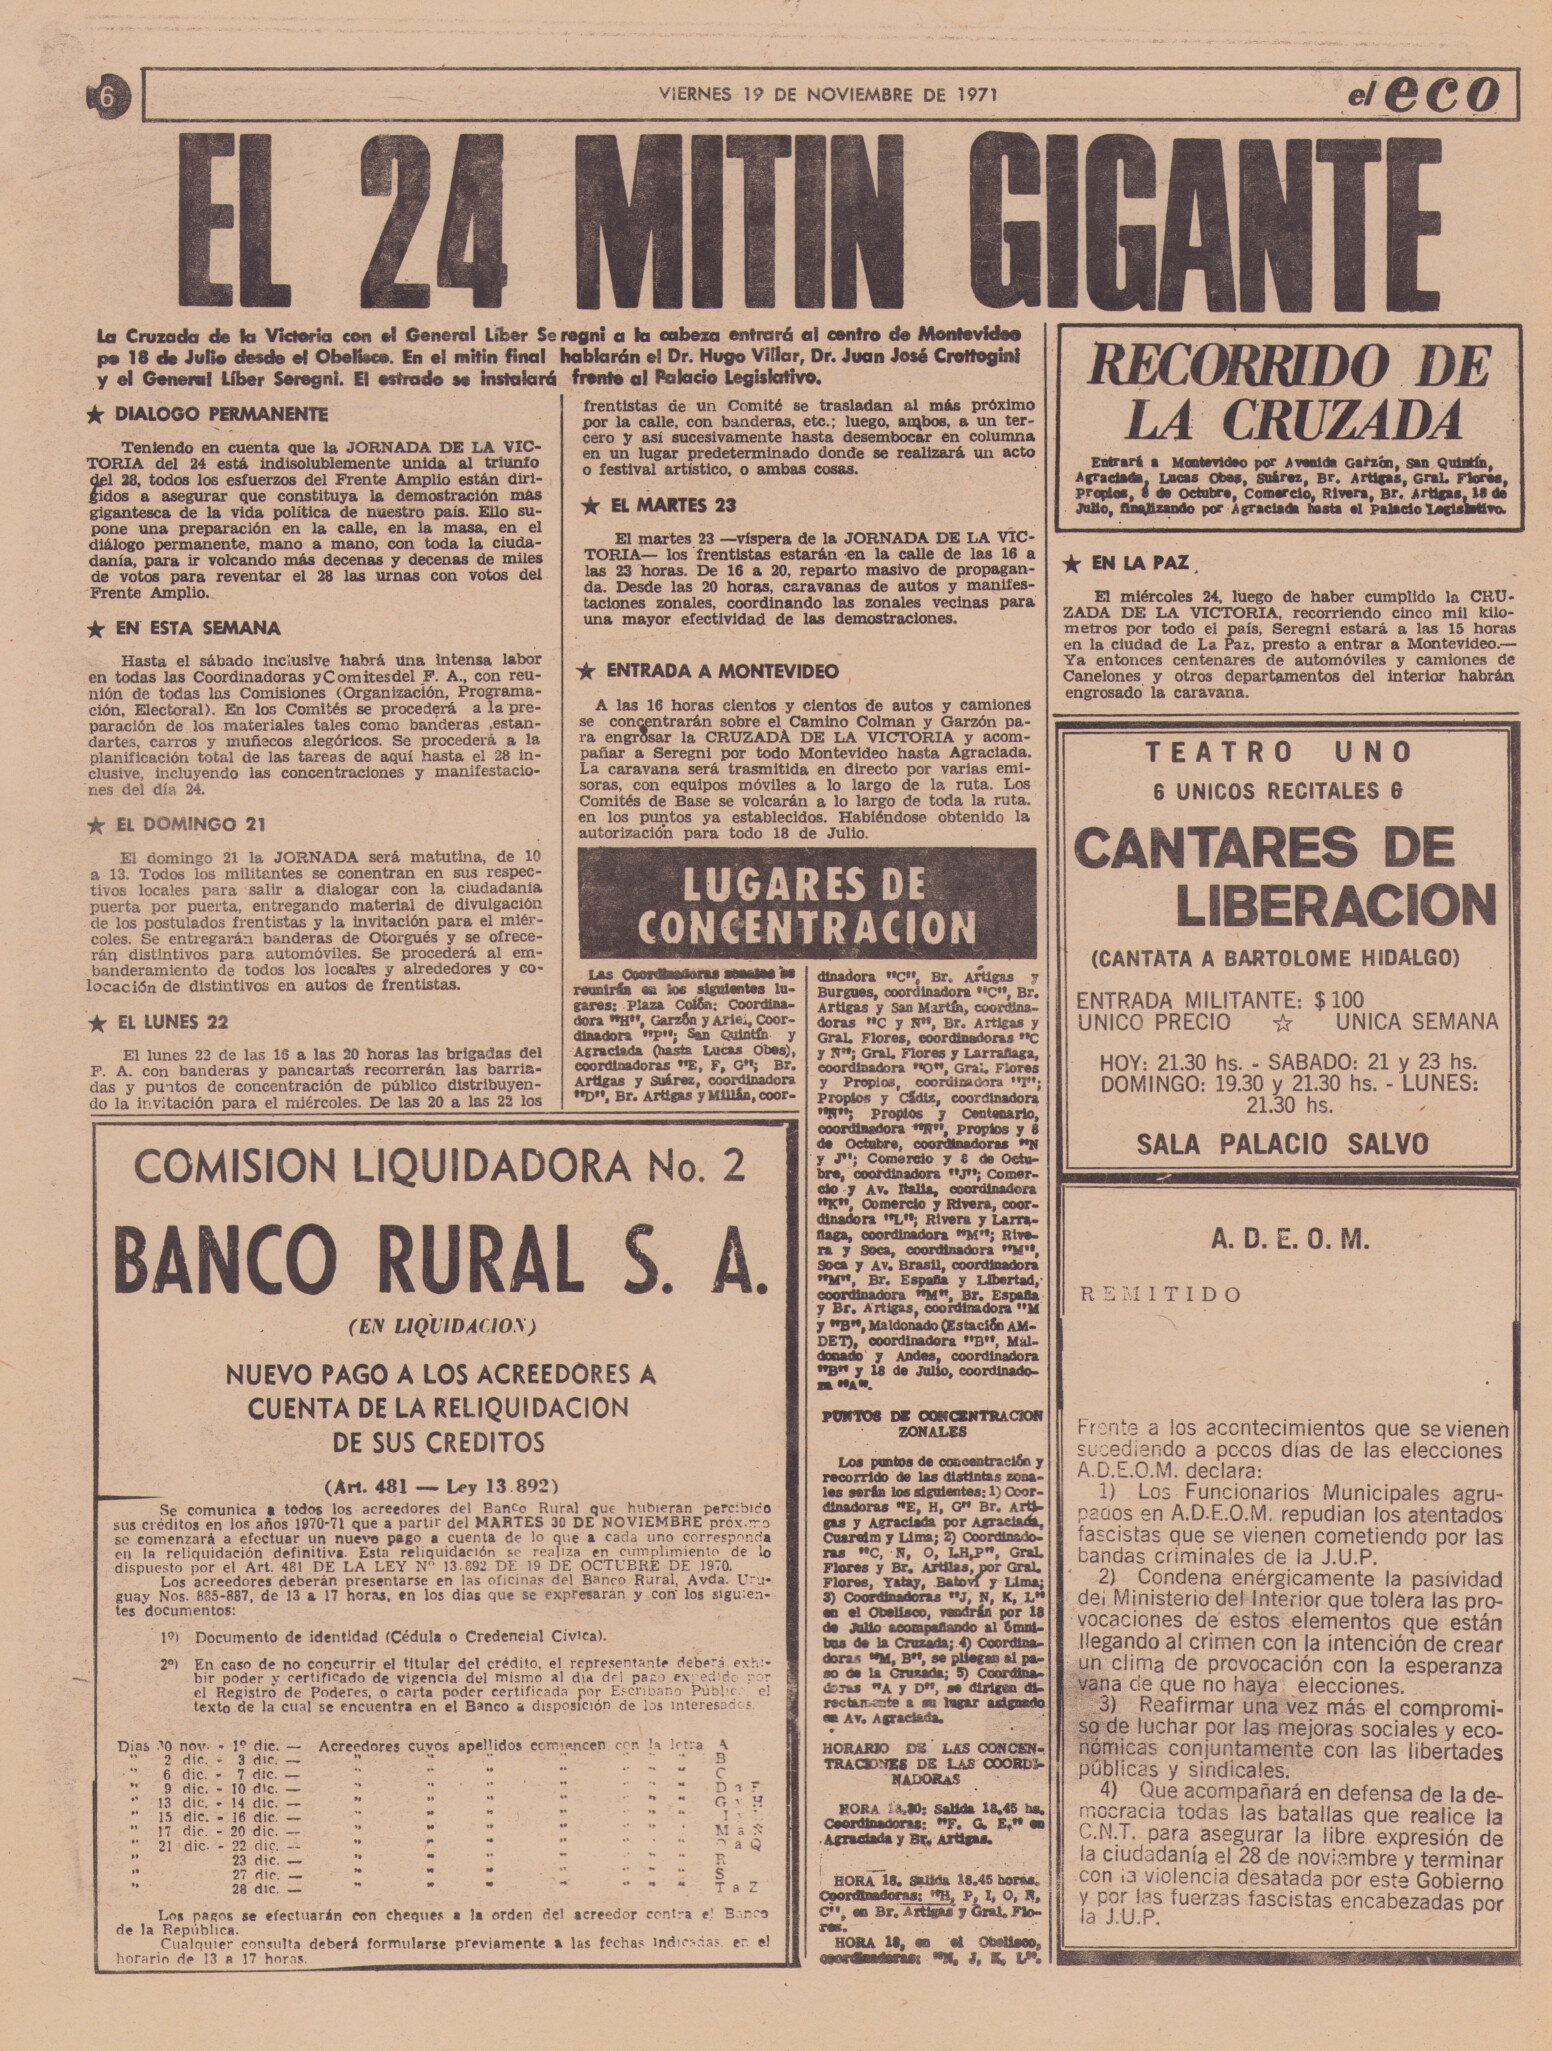 6
VIERNES 19 DE NOVIEMBRE DE 1971
el eco
EL 24 MITIN GIGANTE
La Cruzada de la Victoria con el General Líber Seregni a la cabeza entrará al centro de Montevideo
po 18 de Julio desde el Obelisco. En el mitin final hablarán el Dr. Hugo Villar, Dr. Juan José Crottogini
y el General Líber Seregni. El estrado se instalará frente al Palacio Legislativo.
★ DIALOGO PERMANENTE
Teniendo en cuenta que la JORNADA DE LA VIC-
TORIA del 24 está indisolublemente unida al triunfo
del 28, todos los esfuerzos del Frente Amplio están diri-
gidos a asegurar que constituya la demostración más
gigantesca de la vida política de nuestro país. Ello su-
pone una preparación en la calle, en la masa, en el
diálogo permanente, mano a mano, con toda la ciuda-
danía, para ir volcando más decenas y decenas de miles
de votos para reventar el 28 las urnas con votos del
Frente Amplio.
★ EN ESTA SEMANA
Hasta el sábado inclusive habrá una intensa labor
en todas las Coordinadoras y Comites del F. A., con reu-
nión de todas las Comisiones (Organización, Programa-
ción, Electoral). En los Comités se procederá a la pre-
paración de los materiales tales como banderas ,estan-
dartes, carros y muñecos alegóricos. Se procederá a la
planificación total de las tareas de aquí hasta el 28 in-
clusive, incluyendo las concentraciones y manifestacio-
nes del día 24.
★ EL DOMINGO 21
El domingo 21 la JORNADA será matutina, de 10
a 13. Todos los militantes se conentran en sus respec-
tivos locales para salir a dialogar con la ciudadanía
puerta por puerta, entregando material de divulgación
de los postulados frentistas y la invitación para el miér-
coles. Se entregarán banderas de Otorgués y se ofrece-
rán distintivos para automóviles. Se procederá al em-
banderamiento de todos los locales y alrededores y co-
locación de distintivos en autos de frentistas.
★ EL LUNES 22
El lunes 22 de las 16 a las 20 horas las brigadas del
F. A. con banderas y pancartas recorrerán las barria-
das y puntos de concentración de público distribuyen-
do la invitación para el miércoles. De las 20 a las 22 los
frentistas de un Comité se trasladan al más próximo
por la calle, con banderas, etc.; luego, ambos, a un ter-
cero y así sucesivamente hasta desembocar en columna
en un lugar predeterminado donde se realizará un acto
o festival artístico, o ambas cosas.
★ EL MARTES 23
El martes 23 —víspera de la JORNADA DE LA VIC-
TORIA— los frentistas estarán en la calle de las 16 a
las 23 horas. De 16 a 20, reparto masivo de propagan-
da. Desde las 20 horas, caravanas de autos y manifes-
taciones zonales, coordinando las zonales vecinas para
una mayor efectividad de las demostraciones.
★ ENTRADA A MONTEVIDEO
A las 16 horas cientos y cientos de autos y camiones
se concentrarán sobre el Camino Colman y Garzón pa-
ra engrosar la CRUZADA DE LA VICTORIA y acom-
pañar a Seregni por todo Montevideo hasta Agraciada.
La caravana será trasmitida en directo por varias emi-
soras, con equipos móviles a lo largo de la ruta. Los
Comités de Base se volcarán a lo largo de toda la ruta.
en los puntos ya establecidos. Habiéndose obtenido la
autorización para todo 18 de Julio.
LUGARES DE
CONCENTRACION
Las Coordinadoras zonales se
reunirán en los siguientes lu-
gares: Plaza Colón: Coordina-
dora "H", Garzón y Ariel, Coor-
dinadora "P"; San Quintín y
Agraciada (hasta Lucas Obes),
coordinadoras "E, F, G"; Br.
Artigas y Suárez, coordinadora
"D", Br. Artigas y Millán, coor-
dinadora "C", Br. Artigas y
Burgues, coordinadora "C", Br.
Artigas y San Martín, coordina-
doras "C y N", Br. Artigas y
Gral. Flores, coordinadoras "C
y N"; Gral. Flores y Larrañaga,
coordinadora "O", Gral. Flores
y Propios, coordinadora "I";
Propios y Cádiz, coordinadora
"Ñ"; Propios y Centenario,
coordinadora "Ñ", Propios y 8
de Octubre, coordinadoras "N
y J"; Comercio y 8 de Octu-
bre, coordinadora "J"; Comer-
cio y Av. Italia, coordinadora
"K", Comercio y Rivera, coor-
dinadora "L"; Rivera y Larra-
ñaga, coordinadora "M"; Rive-
ra y Soca, coordinadora "M",
Soca y Av. Brasil, coordinadora
"M", Br. España y Libertad,
coordinadora "M", Br. España
y Br. Artigas, coordinadora "M
y "B", Maldonado (Estación AM-
DET), coordinadora "B", Mal-
donado y Andes, coordinadora
"B" y 18 de Julio, coordinado-
ra "A".
PUNTOS DE CONCENTRACION
ZONALES
Los puntos de concentración y
recorrido de las distintas zona-
les serán los siguientes: 1) Coor-
dinadoras "E, H, G" Br. Arti-
gas y Agraciada por Agraciada,
Cuareim y Lima; 2) Coordinado-
ras "C, N, O, I,H,P", Gral.
Flores y Br. Artilas, por Gral.
Flores, Yatay, Batoví y Lima;
3) Coordinadoras "J, N, K, L"
en el Obelisco, vendrán por 18
de Julio acompañando al ómni-
bus de la Cruzada; 4) Coordina-
doras "M, B", se pliegan al pa-
so de la Cruzada; 5) Coordina-
doras "A y D", se dirigen di-
rectamente a su lugar asignado
en Av. Agraciada.
HORARIO DE LAS CONCEN-
TRACIONES DE LAS COORDI-
NADORAS
HORA 18.30: Salida 18.45 hs.
Coordinadoras: "F. G. E." en
Agraciada y Br. Artigas.
HORA 18. Salida 18.45 horas.
Coordinadoras: "H, P, I, O, N,
C", en Br. Artigas y Gral. Flo-
res.
HORA 18, en el Obelisco,
coordinadoras: "N, J, K, L".
RECORRIDO DE
LA CRUZADA
Entrará a Montevideo por Avenida Garzón, San Quintín,
Agraciada, Lucas Obes, Suárez, Br. Artigas, Gral. Flores,
Propios, 8 de Octubre, Comercio, Rivera, Br. Artigas, 18 de
Julio, finalizando por Agraciada hasta el Palacio Legislativo.
★ EN LA PAZ
El miércoles 24, luego de haber cumplido la CRU-
ZADA DE LA VICTORIA, recorriendo cinco mil kiló-
metros por todo el país, Seregni estará a las 15 horas
en la ciudad de La Paz, presto a entrar a Montevideo.—
Ya entonces centenares de automóviles y camiones de
Canelones y otros departamentos del interior habrán
engrosado la caravana.
TEATRO UNO
6 UNICOS RECITALES 6
CANTARES DE
LIBERACION
(CANTATA A BARTOLOME HIDALGO)
ENTRADA MILITANTE: $ 100
UNICO PRECIO ☆ UNICA SEMANA
HOY: 21.30 hs. - SABADO: 21 y 23 hs.
DOMINGO: 19.30 y 21.30 hs. - LUNES:
21.30 hs.
SALA PALACIO SALVO
A. D. E. O. M.
REMITIDO
Frente a los acontecimientos que se vienen
sucediendo a pocos días de las elecciones
A.D.E.O.M. declara:
1) Los Funcionarios Municipales agru-
pados en A.D.E.O.M. repudian los atentados
fascistas que se vienen cometiendo por las
bandas criminales de la J.U.P.
2) Condena enérgicamente la pasividad
del Ministerio del Interior que tolera las pro-
vocaciones de estos elementos que están
llegando al crimen con la intención de crear
un clima de provocación con la esperanza
vana de que no haya elecciones.
3) Reafirmar una vez más el compromi-
so de luchar por las mejoras sociales y eco-
nómicas conjuntamente con las libertades
públicas y sindicales.
4) Que acompañará en defensa de la de-
mocracia todas las batallas que realice la
C.N.T. para asegurar la libre expresión de
la ciudadanía el 28 de noviembre y terminar
con la violencia desatada por este Gobierno
y por las fuerzas fascistas encabezadas por
la J.U.P.
COMISION LIQUIDADORA No. 2
BANCO RURAL S. A.
(EN LIQUIDACION)
NUEVO PAGO A LOS ACREEDORES A
CUENTA DE LA RELIQUIDACION
DE SUS CREDITOS
(Art. 481 — Ley 13.892)
Se comunica a todos los acreedores del Banco Rural que hubieran percibido
sus créditos en los años 1970-71 que a partir del MARTES 30 DE NOVIEMBRE próximo
se comenzará a efectuar un nuevo pago a cuenta de lo que a cada uno corresponda
en la reliquidación definitiva. Esta reliquidación se realiza en cumplimiento de lo
dispuesto por el Art. 481 DE LA LEY Nº 13.892 DE 19 DE OCTUBRE DE 1970.
Los acreedores deberán presentarse en las oficinas del Banco Rural, Avda. Uru-
guay Nos. 885-887, de 13 a 17 horas, en los días que se expresarán y con los siguien-
tes documentos:
1º) Documento de identidad (Cédula o Credencial Cívica).
2º) En caso de no concurrir el titular del crédito, el representante deberá exhi-
bir poder y certificado de vigencia del mismo al día del pago expedido por
el Registro de Poderes, o carta poder certificada por Escribano Público el
texto de la cual se encuentra en el Banco a disposición de los interesados.
Días 30 nov. - 1º dic. — Acreedores cuyos apellidos comiencen con la letra A
" 2 dic. - 3 dic. — " " " " " " B
" 6 dic. - 7 dic. — " " " " " " C
" 9 dic. - 10 dic. — " " " " " " D a F
" 13 dic. - 14 dic. — " " " " " " G y H
" 15 dic. - 16 dic. — " " " " " "
" 17 dic. - 20 dic. — " " " " " " M a Ñ
" 21 dic. - 22 dic. — " " " " " " a Q
" 23 dic. — " " " " " " R
" 27 dic. — " " " " " " S
" 28 dic. — " " " " " " T a Z
Los pagos se efectuarán con cheques a la orden del acreedor contra el Banco
de la República.
Cualquier consulta deberá formularse previamente a las fechas indicadas, en el
horario de 13 a 17 horas.